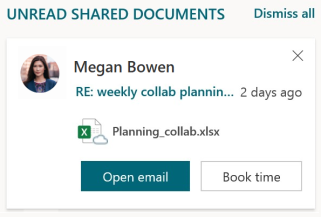 UNREAD SHARED DOCUMENTS Dismiss all
Megan Bowen
RE: weekly collab plannin... 2 days ago
Planning_collab.xlsx
Open email Book time